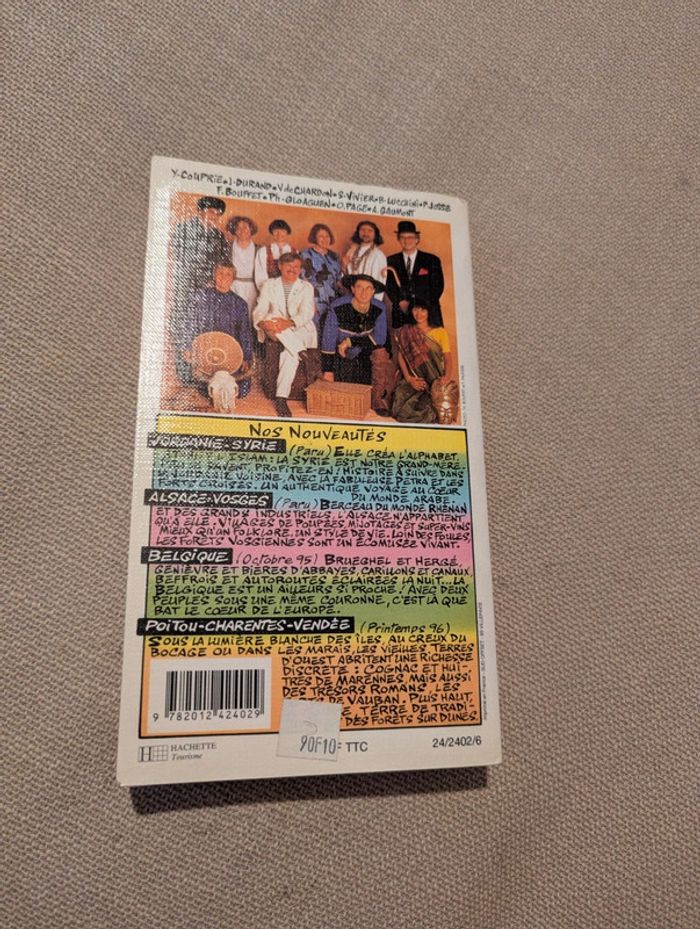 Y. COUPRIE • I. DURAND • V. de CHARDON • S. VIVIER • B. LUCCHINI • P. JOSSE
F. BOUFFET • Ph. GLOAGUEN • O. PAGE • A. GAUMONT
NOS NOUVEAUTÉS
JORDANIE-SYRIE (Paru) ELLE CRÉA L'ALPHABET,
L'ISLAM : LA SYRIE EST NOTRE GRAND-MÈRE.
SAVENT, PROFITEZ-EN ! HISTOIRE À SUIVRE DANS
LA JORDANIE VOISINE, AVEC LA FABULEUSE PÉTRA ET LES
FORTS CROISÉS. UN AUTHENTIQUE VOYAGE AU COEUR
DU MONDE ARABE.
ALSACE-VOSGES (Paru) BERCEAU DU MONDE RHÉNAN
ET DES GRANDS INDUSTRIELS, L'ALSACE N'APPARTIENT
QU'À ELLE. VILLAGES DE POUPÉES, MIJOTAGES ET SUPER-VINS
MIEUX QU'UN FOLKLORE, UN STYLE DE VIE. LOIN DES FOULES,
LES FORÊTS VOSGIENNES SONT UN ÉCOMUSÉE VIVANT.
BELGIQUE (Octobre 95) BRUEGHEL ET HERGÉ,
GENIÈVRE ET BIÈRES D'ABBAYES, CARILLONS ET CANAUX,
BEFFROIS ET AUTOROUTES ÉCLAIRÉES LA NUIT... LA
BELGIQUE EST UN AILLEURS SI PROCHE ! AVEC DEUX
PEUPLES SOUS UNE MÊME COURONNE, C'EST LÀ QUE
BAT LE COEUR DE L'EUROPE.
POITOU-CHARENTES-VENDÉE (Printemps 96)
SOUS LA LUMIÈRE BLANCHE DES ÎLES, AU CREUX DU
BOCAGE OU DANS LES MARAIS, LES VIEILLES TERRES
D'OUEST ABRITENT UNE RICHESSE
DISCRÈTE : COGNAC ET HUÎ-
TRES DE MARENNES, MAIS AUSSI
DES TRÉSORS ROMANS, LES
DE VAUBAN. PLUS HAUT,
TERRE DE TRADI-
DES FORÊTS SUR DUNES.
9 782012 424029
HACHETTE
Tourisme
90F10 F TTC
24/2402/6